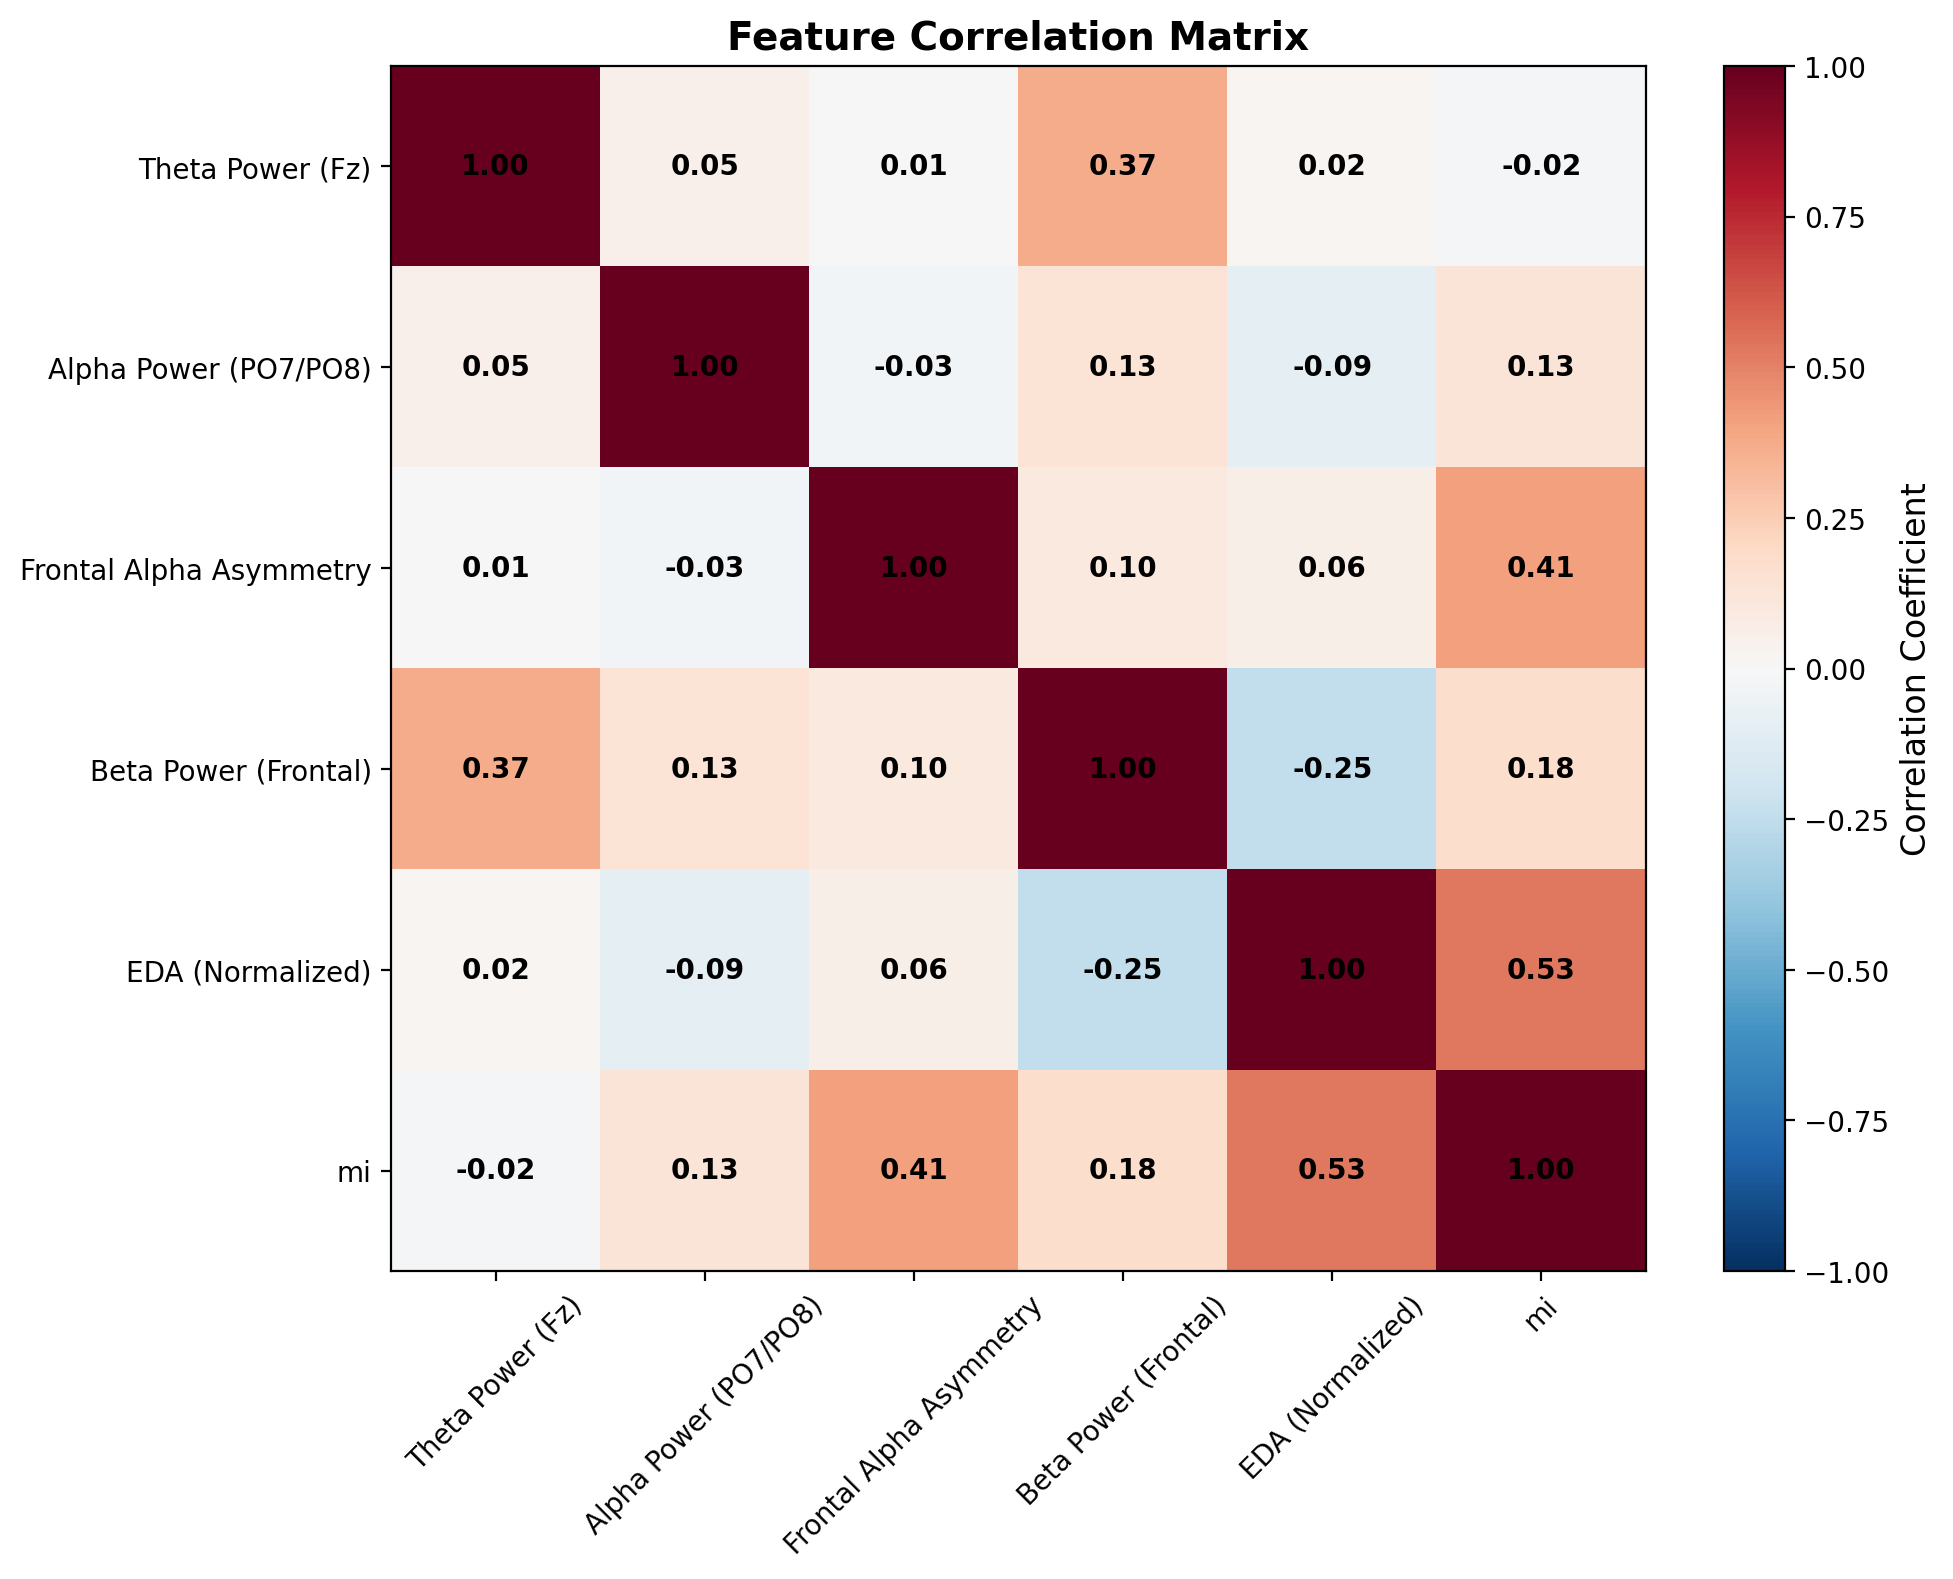 Feature Correlation Matrix
Theta Power (Fz) 1.00 0.05 0.01 0.37 0.02 -0.02
Alpha Power (PO7/PO8) 0.05 1.00 -0.03 0.13 -0.09 0.13
Frontal Alpha Asymmetry 0.01 -0.03 1.00 0.10 0.06 0.41
Beta Power (Frontal) 0.37 0.13 0.10 1.00 -0.25 0.18
EDA (Normalized) 0.02 -0.09 0.06 -0.25 1.00 0.53
mi -0.02 0.13 0.41 0.18 0.53 1.00
Theta Power (Fz)
Alpha Power (PO7/PO8)
Frontal Alpha Asymmetry
Beta Power (Frontal)
EDA (Normalized)
mi
1.00
0.75
0.50
0.25
0.00
−0.25
−0.50
−0.75
−1.00
Correlation Coefficient